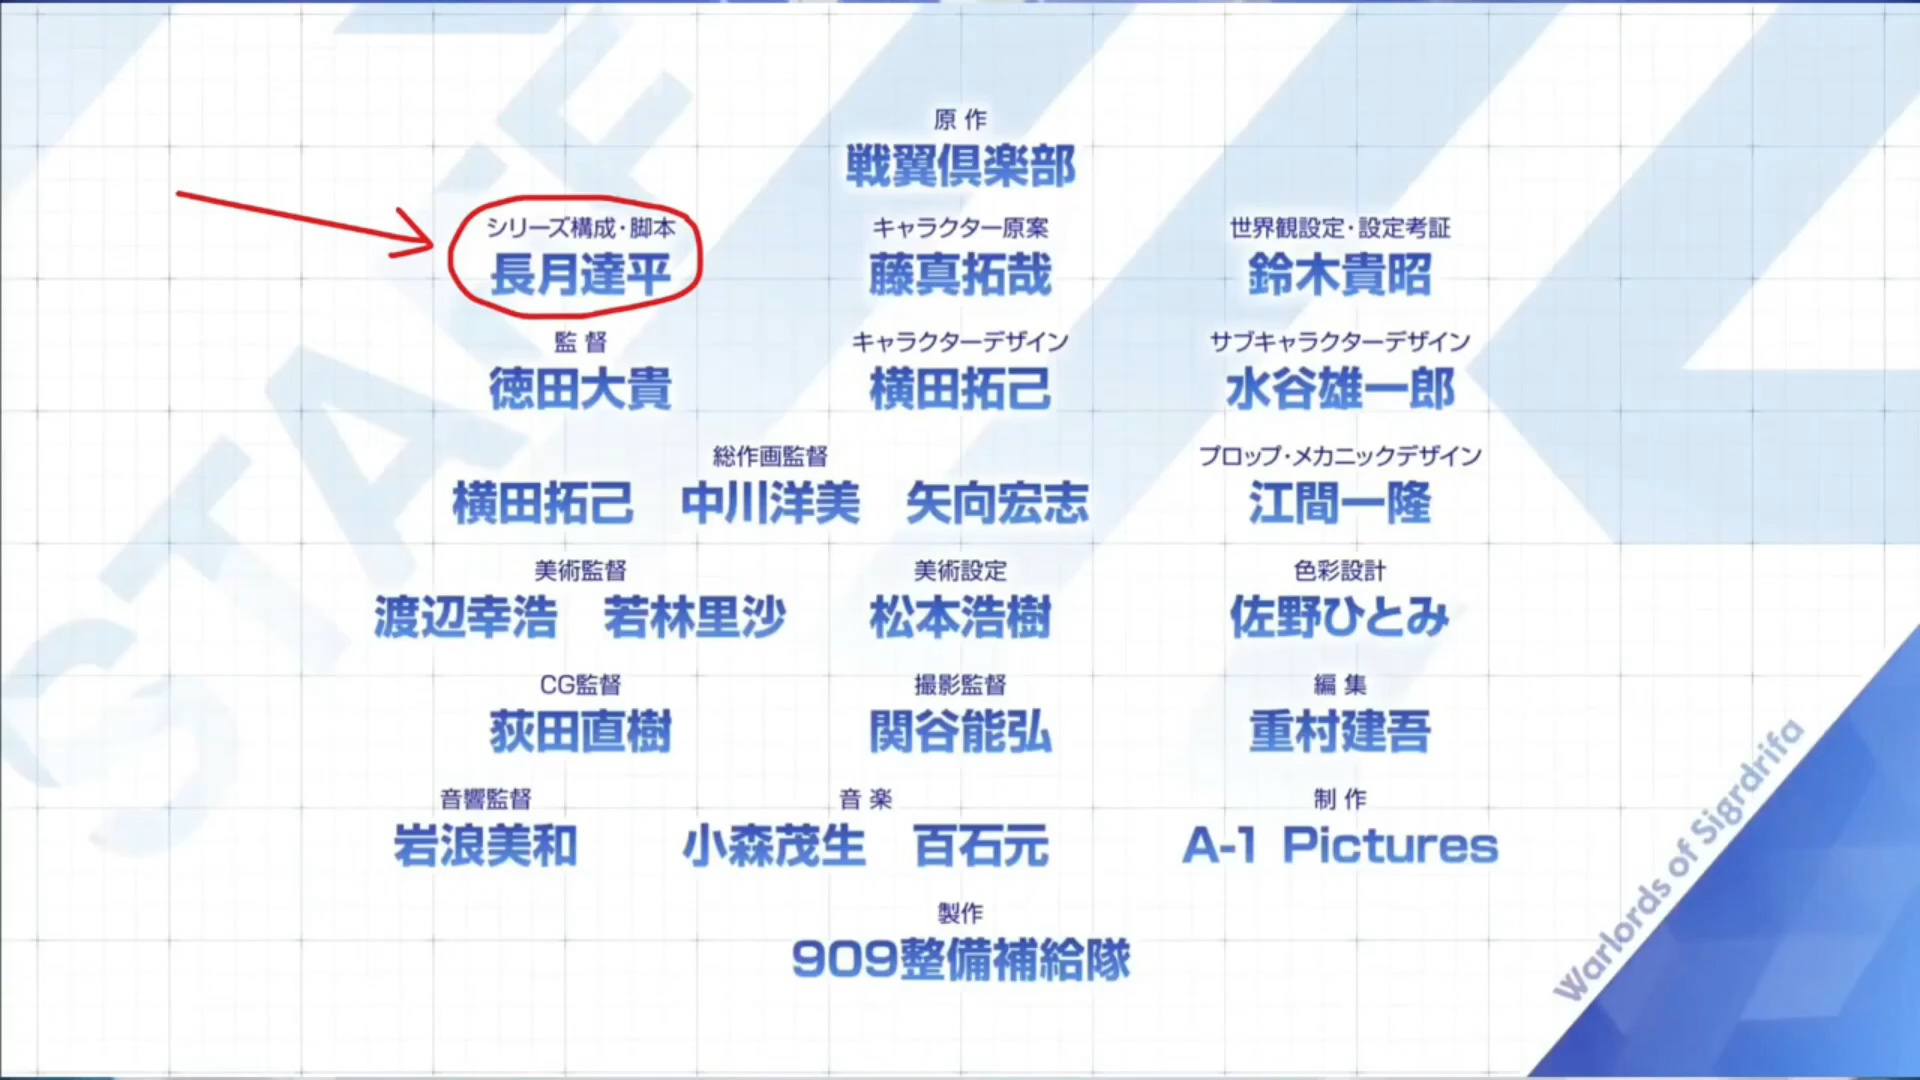 STAFF
原作
戦翼倶楽部
シリーズ構成・脚本
長月達平
キャラクター原案
藤真拓哉
世界観設定・設定考証
鈴木貴昭
監督
徳田大貴
キャラクターデザイン
横田拓己
サブキャラクターデザイン
水谷雄一郎
総作画監督
横田拓己 中川洋美 矢向宏志
プロップ・メカニックデザイン
江間一隆
美術監督
渡辺幸浩 若林里沙
美術設定
松本浩樹
色彩設計
佐野ひとみ
CG監督
荻田直樹
撮影監督
関谷能弘
編集
重村建吾
音響監督
岩浪美和
音楽
小森茂生 百石元
制作
A-1 Pictures
製作
909整備補給隊
Warlords of Sigrdrifa